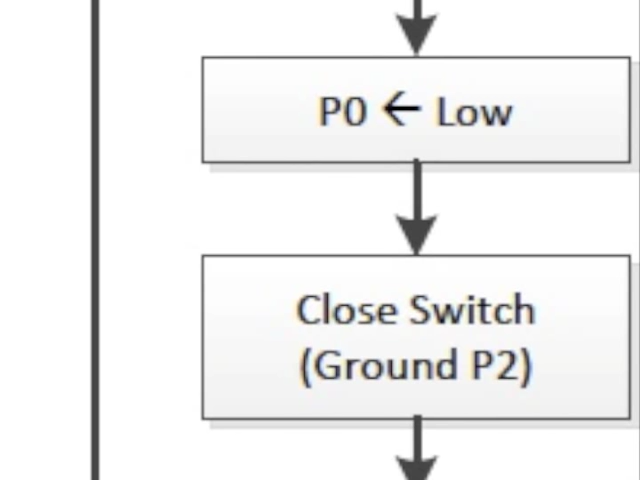 P0 ← Low
Close Switch
(Ground P2)